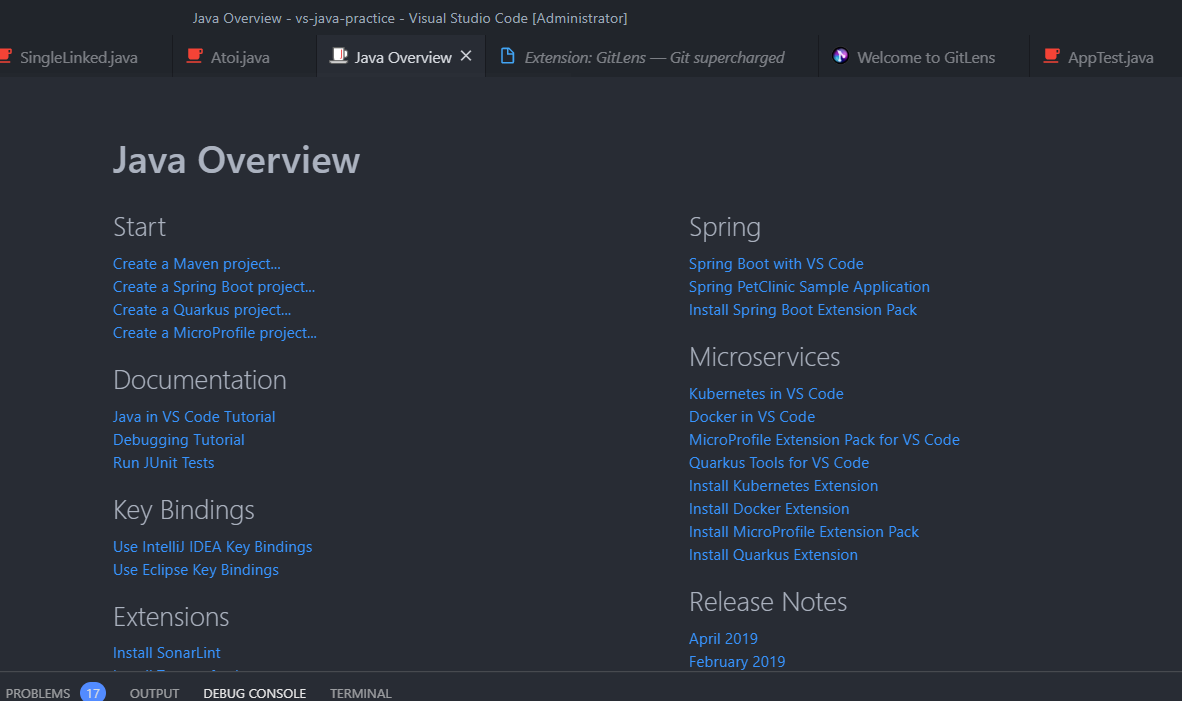 Java Overview - vs-java-practice - Visual Studio Code [Administrator]
SingleLinked.java
Atoi.java
Java Overview
Extension: GitLens — Git supercharged
Welcome to GitLens
AppTest.java
Java Overview
Start
Create a Maven project...
Create a Spring Boot project...
Create a Quarkus project...
Create a MicroProfile project...
Documentation
Java in VS Code Tutorial
Debugging Tutorial
Run JUnit Tests
Key Bindings
Use IntelliJ IDEA Key Bindings
Use Eclipse Key Bindings
Extensions
Install SonarLint
Spring
Spring Boot with VS Code
Spring PetClinic Sample Application
Install Spring Boot Extension Pack
Microservices
Kubernetes in VS Code
Docker in VS Code
MicroProfile Extension Pack for VS Code
Quarkus Tools for VS Code
Install Kubernetes Extension
Install Docker Extension
Install MicroProfile Extension Pack
Install Quarkus Extension
Release Notes
April 2019
February 2019
PROBLEMS 17 OUTPUT DEBUG CONSOLE TERMINAL